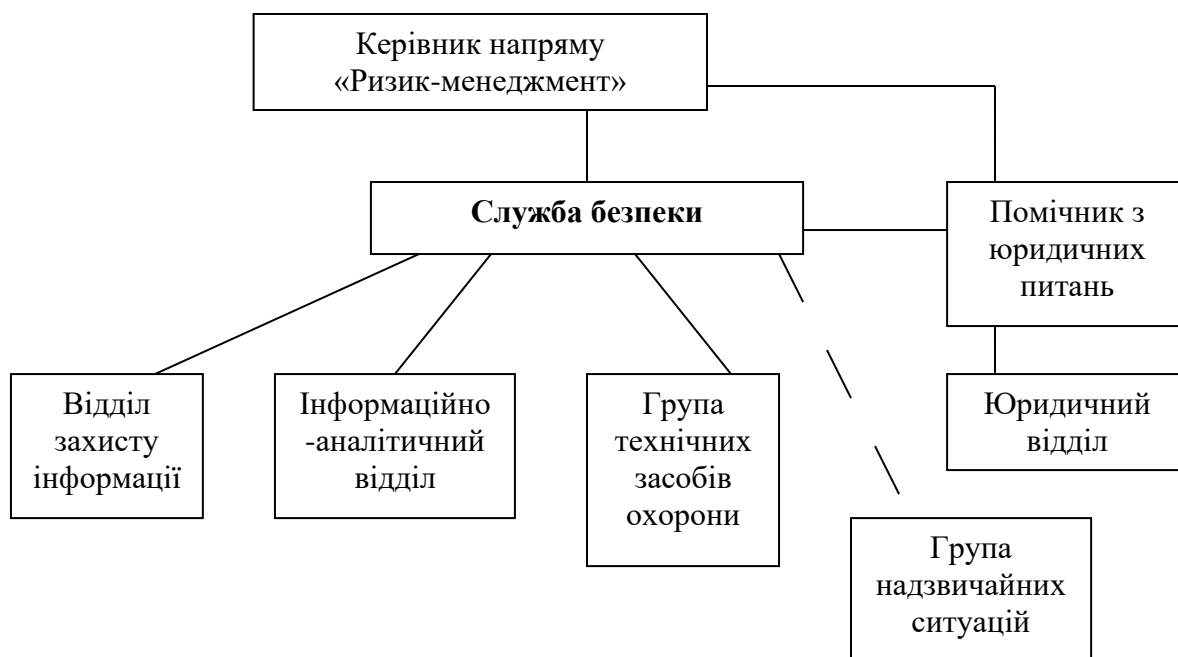 Керівник напряму
«Ризик-менеджмент»
Служба безпеки
Помічник з
юридичних
питань
Відділ
захисту
інформації
Інформаційно
-аналітичний
відділ
Група
технічних
засобів
охорони
Юридичний
відділ
Група
надзвичайних
ситуацій